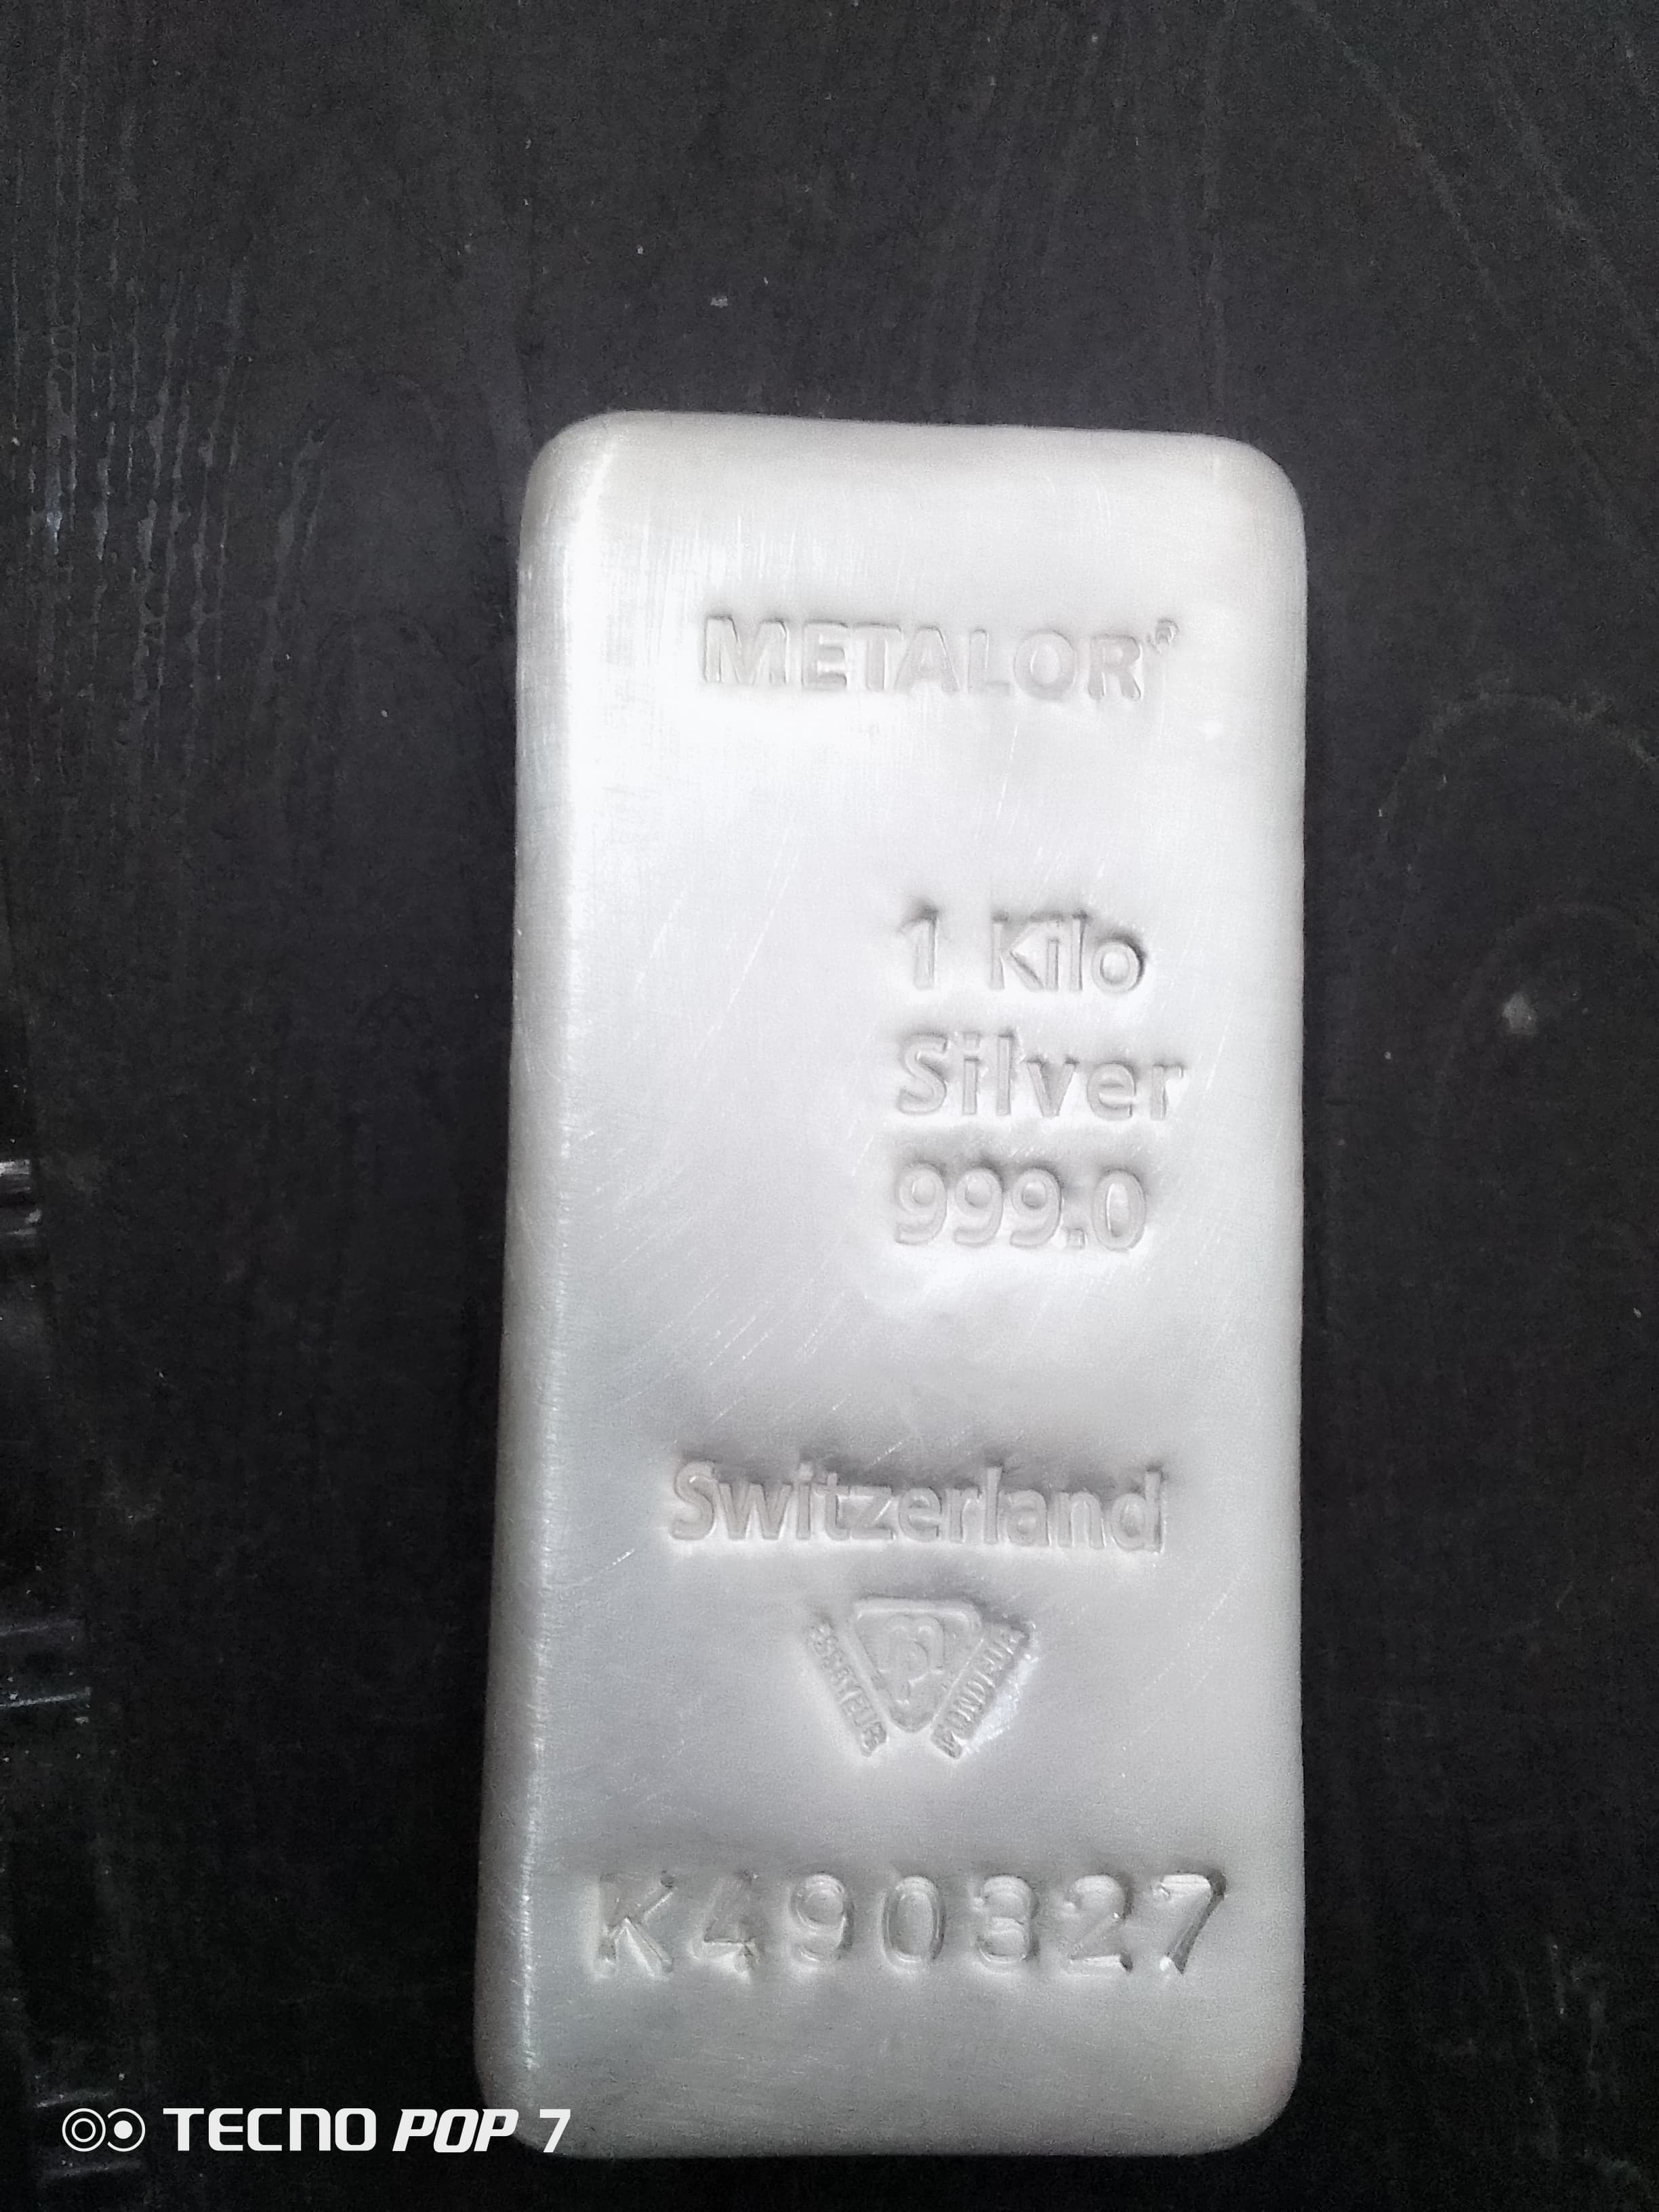 METALOR®
1 Kilo
Silver
999.0
Switzerland
ESSAYEUR FONDEUR
K490327
TECNO POP 7